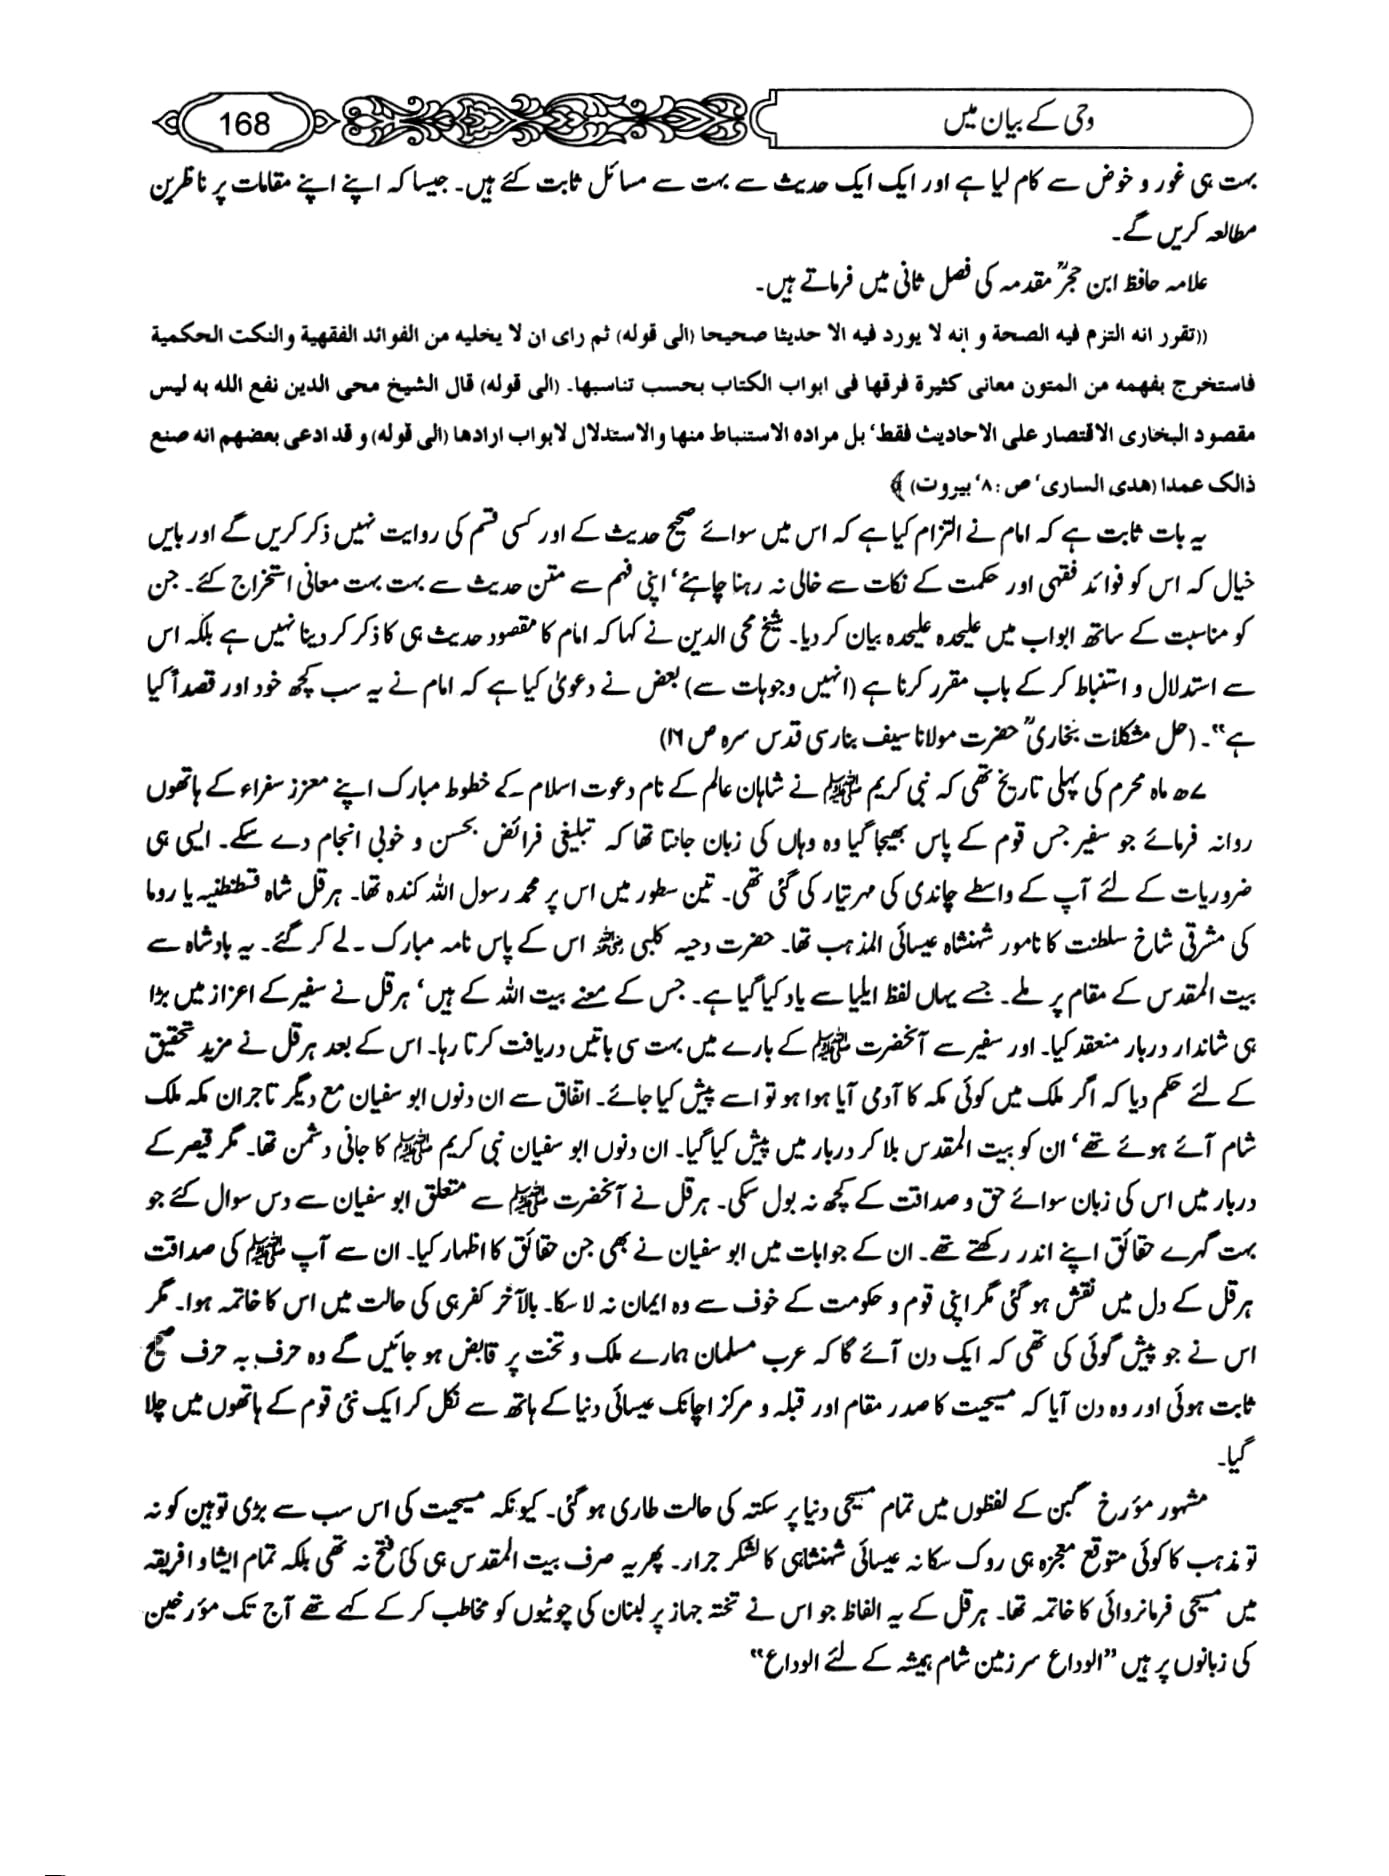 وحی کے بیان میں
168
بہت ہی غور و خوض سے کام لیا ہے اور ایک ایک حدیث سے بہت سے مسائل ثابت کئے ہیں۔ جیسا کہ اپنے اپنے مقامات پر ناظرین
مطالعہ کریں گے۔
علامہ حافظ ابن حجرؒ مقدمہ کی فصل ثانی میں فرماتے ہیں۔
((تقرر انه التزم فيه الصحة و انه لا يورد فيه الا حديثا صحيحا (الى قوله) ثم راى ان لا يخليه من الفوائد الفقهية والنكت الحكمية
فاستخرج بفهمه من المتون معانى كثيرة فرقها فى ابواب الكتاب بحسب تناسبها۔ (الى قوله) قال الشيخ محى الدين نفع الله به ليس
مقصود البخارى الاقتصار على الاحاديث فقط‘ بل مراده الاستنباط منها والاستدلال لابواب ارادها (الى قوله) و قد ادعى بعضهم انه صنع
ذالک عمدا (هدى السارى‘ ص : ۸‘ بيروت) ﴾
یہ بات ثابت ہے کہ امام نے التزام کیا ہے کہ اس میں سوائے صحیح حدیث کے اور کسی قسم کی روایت نہیں ذکر کریں گے اور بایں
خیال کہ اس کو فوائد فقہی اور حکمت کے نکات سے خالی نہ رہنا چاہئے‘ اپنی فہم سے متن حدیث سے بہت بہت معانی استخراج کئے۔ جن
کو مناسبت کے ساتھ ابواب میں علیحدہ علیحدہ بیان کر دیا۔ شیخ محی الدین نے کہا کہ امام کا مقصود حدیث ہی کا ذکر کر دینا نہیں ہے بلکہ اس
سے استدلال و استنباط کر کے باب مقرر کرنا ہے (انہیں وجوہات سے) بعض نے دعویٰ کیا ہے کہ امام نے یہ سب کچھ خود اور قصداً کیا
ہے“۔ (حل مشکلات بخاریؒ حضرت مولانا سیف بنارسی قدس سرہ ص ۱۶)
۷ھ ماہ محرم کی پہلی تاریخ تھی کہ نبی کریم ﷺ نے شاہان عالم کے نام دعوت اسلام کے خطوط مبارک اپنے معزز سفراء کے ہاتھوں
روانہ فرمائے جو سفیر جس قوم کے پاس بھیجا گیا وہ وہاں کی زبان جانتا تھا کہ تبلیغی فرائض بحسن و خوبی انجام دے سکے۔ ایسی ہی
ضروریات کے لئے آپ کے واسطے چاندی کی مہر تیار کی گئی تھی۔ تین سطور میں اس پر محمد رسول اللہ کندہ تھا۔ ہرقل شاہ قسطنطنیہ یا روما
کی مشرقی شاخ سلطنت کا نامور شہنشاہ عیسائی المذہب تھا۔ حضرت دحیہ کلبی رضی اللہ عنہ اس کے پاس نامہ مبارک لے کر گئے۔ یہ بادشاہ سے
بیت المقدس کے مقام پر ملے۔ جسے یہاں لفظ ایلیا سے یاد کیا گیا ہے۔ جس کے معنے بیت اللہ کے ہیں‘ ہرقل نے سفیر کے اعزاز میں بڑا
ہی شاندار دربار منعقد کیا۔ اور سفیر سے آنحضرت ﷺ کے بارے میں بہت سی باتیں دریافت کرتا رہا۔ اس کے بعد ہرقل نے مزید تحقیق
کے لئے حکم دیا کہ اگر ملک میں کوئی مکہ کا آدمی آیا ہوا ہو تو اسے پیش کیا جائے۔ اتفاق سے ان دنوں ابو سفیان مع دیگر تاجران مکہ ملک
شام آئے ہوئے تھے‘ ان کو بیت المقدس بلا کر دربار میں پیش کیا گیا۔ ان دنوں ابو سفیان نبی کریم ﷺ کا جانی دشمن تھا۔ مگر قیصر کے
دربار میں اس کی زبان سوائے حق و صداقت کے کچھ نہ بول سکی۔ ہرقل نے آنحضرت ﷺ سے متعلق ابو سفیان سے دس سوال کئے جو
بہت گہرے حقائق اپنے اندر رکھتے تھے۔ ان کے جوابات میں ابو سفیان نے بھی جن حقائق کا اظہار کیا۔ ان سے آپ ﷺ کی صداقت
ہرقل کے دل میں نقش ہو گئی مگر اپنی قوم و حکومت کے خوف سے وہ ایمان نہ لا سکا۔ بالآخر کفر ہی کی حالت میں اس کا خاتمہ ہوا۔ مگر
اس نے جو پیش گوئی کی تھی کہ ایک دن آئے گا کہ عرب مسلمان ہمارے ملک و تخت پر قابض ہو جائیں گے وہ حرف بہ حرف صحیح
ثابت ہوئی اور وہ دن آیا کہ مسیحیت کا صدر مقام اور قبلہ و مرکز اچانک عیسائی دنیا کے ہاتھ سے نکل کر ایک نئی قوم کے ہاتھوں میں چلا
گیا۔
مشہور مؤرخ گبن کے لفظوں میں تمام مسیحی دنیا پر سکتہ کی حالت طاری ہو گئی۔ کیونکہ مسیحیت کی اس سب سے بڑی توہین کو نہ
تو مذہب کا کوئی متوقع معجزہ ہی روک سکا نہ عیسائی شہنشاہی کا لشکر جرار۔ پھر یہ صرف بیت المقدس ہی کی فتح نہ تھی بلکہ تمام ایشا و افریقہ
میں مسیحی فرمانروائی کا خاتمہ تھا۔ ہرقل کے یہ الفاظ جو اس نے تختہ جہاز پر لبنان کی چوٹیوں کو مخاطب کر کے کہے تھے آج تک مؤرخین
کی زبانوں پر ہیں ”الوداع سر زمین شام ہمیشہ کے لئے الوداع“